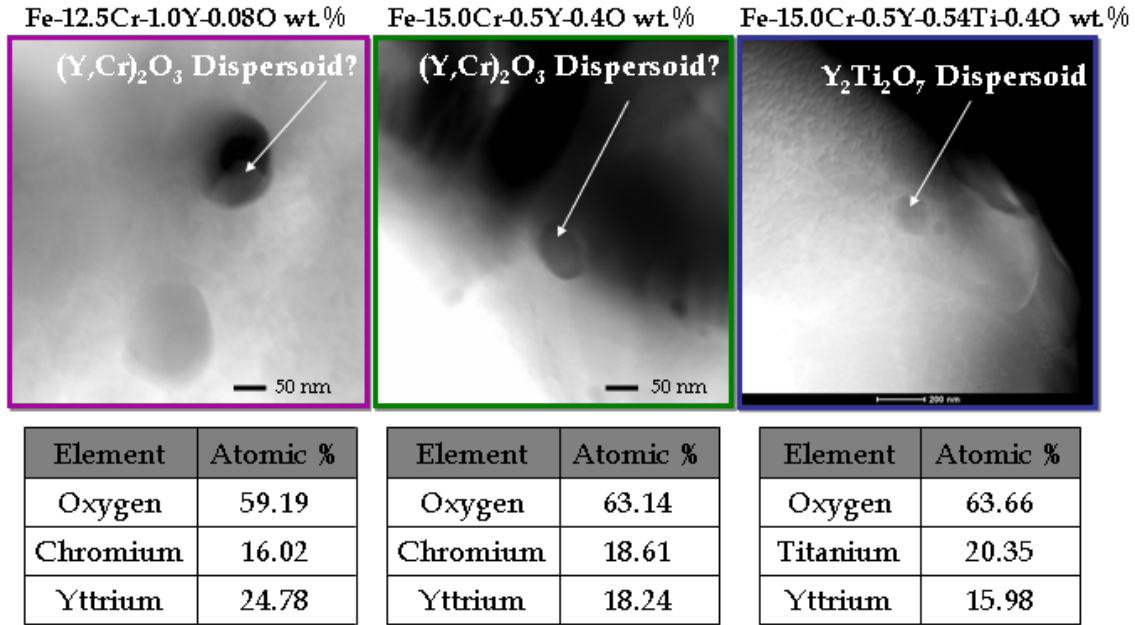 Fe-12.5Cr-1.0Y-0.08O wt.%
Fe-15.0Cr-0.5Y-0.4O wt.%
Fe-15.0Cr-0.5Y-0.54Ti-0.4O wt.%
(Y,Cr)₂O₃ Dispersoid?
(Y,Cr)₂O₃ Dispersoid?
Y₂Ti₂O₇ Dispersoid
50 nm
50 nm
200 nm
Element Atomic %
Oxygen 59.19
Chromium 16.02
Yttrium 24.78
Element Atomic %
Oxygen 63.14
Chromium 18.61
Yttrium 18.24
Element Atomic %
Oxygen 63.66
Titanium 20.35
Yttrium 15.98